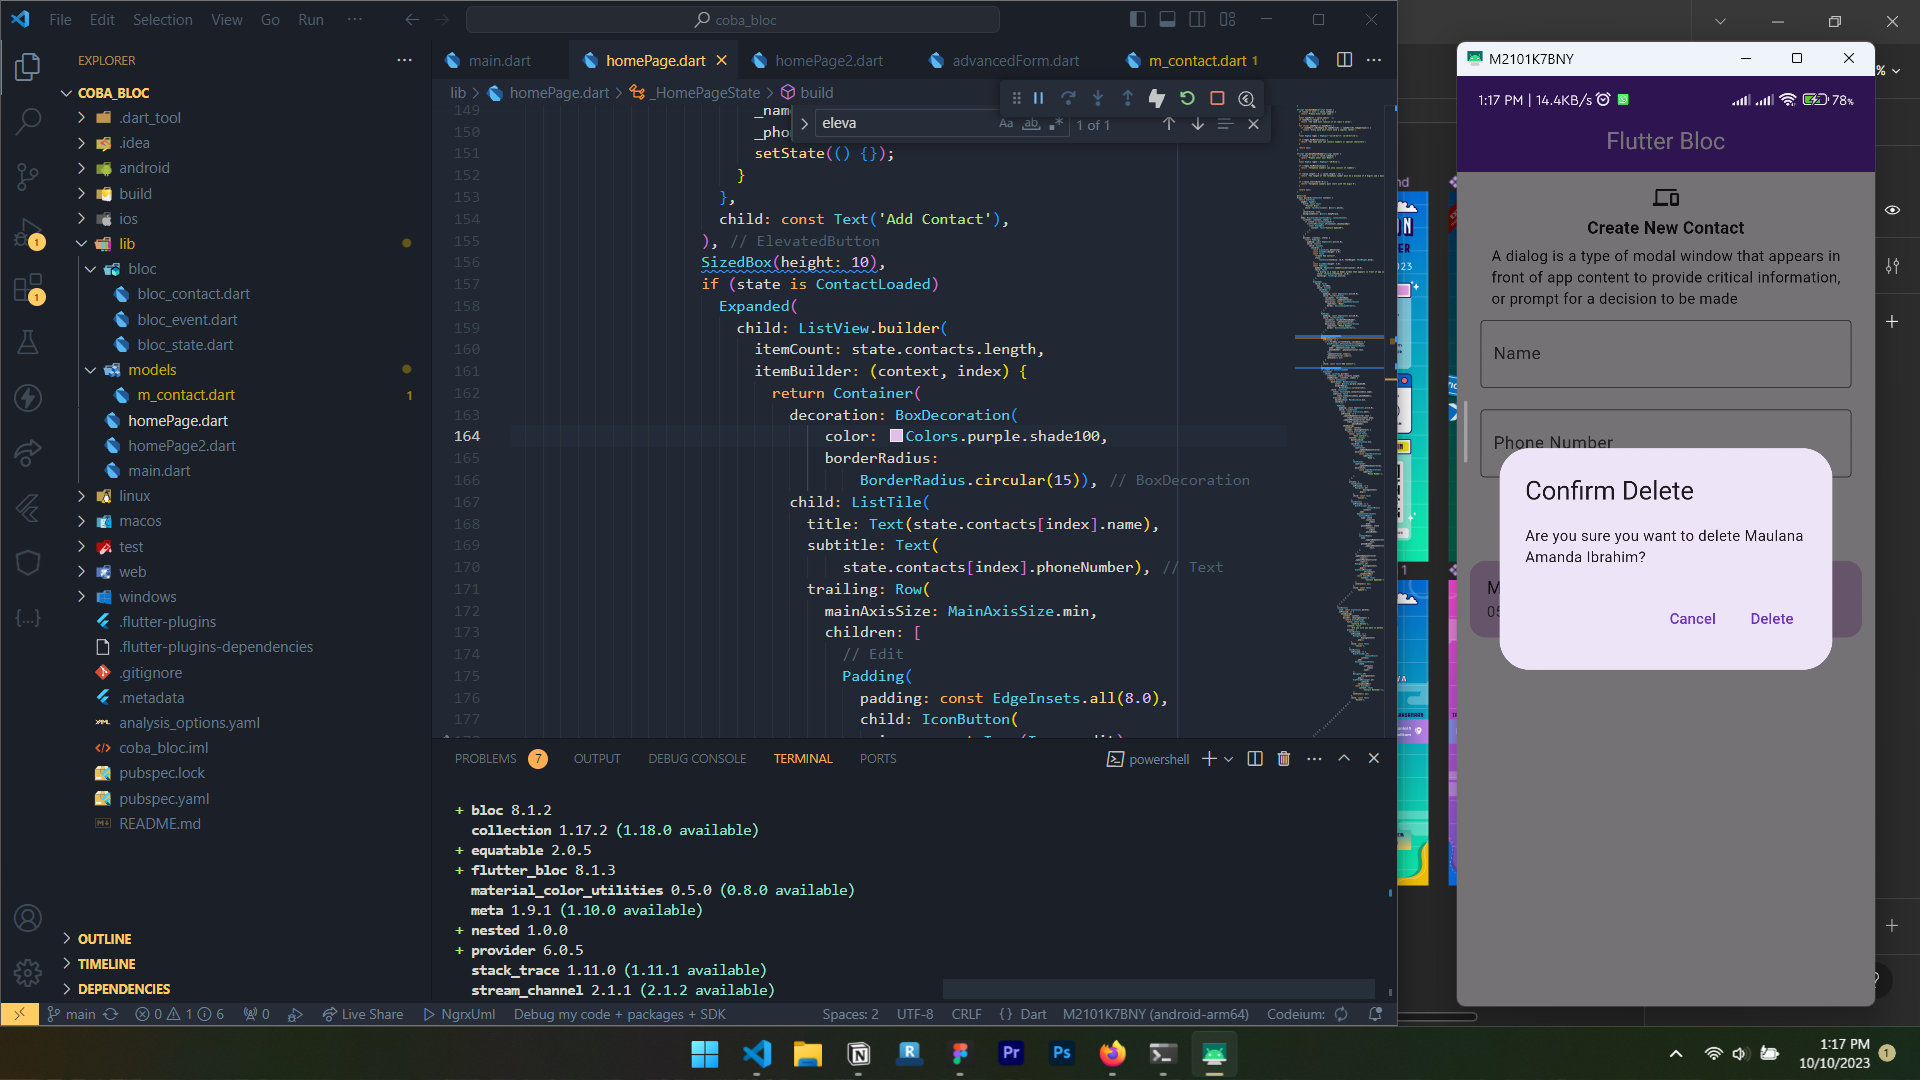 File Edit Selection View Go Run ···
coba_bloc
EXPLORER
COBA_BLOC
.dart_tool
.idea
android
build
ios
lib
bloc
bloc_contact.dart
bloc_event.dart
bloc_state.dart
models
m_contact.dart 1
homePage.dart
homePage2.dart
main.dart
linux
macos
test
web
windows
.flutter-plugins
.flutter-plugins-dependencies
.gitignore
.metadata
analysis_options.yaml
coba_bloc.iml
pubspec.lock
pubspec.yaml
README.md
OUTLINE
TIMELINE
DEPENDENCIES
1
1
main.dart homePage.dart homePage2.dart advancedForm.dart m_contact.dart 1
lib > homePage.dart > _HomePageState > build
eleva Aa ab 1 of 1
149 _name
150 _pho
151 setState(() {});
152 }
153 },
154 child: const Text('Add Contact'),
155 ), // ElevatedButton
156 SizedBox(height: 10),
157 if (state is ContactLoaded)
158 Expanded(
159 child: ListView.builder(
160 itemCount: state.contacts.length,
161 itemBuilder: (context, index) {
162 return Container(
163 decoration: BoxDecoration(
164 color: Colors.purple.shade100,
165 borderRadius:
166 BorderRadius.circular(15)), // BoxDecoration
167 child: ListTile(
168 title: Text(state.contacts[index].name),
169 subtitle: Text(
170 state.contacts[index].phoneNumber), // Text
171 trailing: Row(
172 mainAxisSize: MainAxisSize.min,
173 children: [
174 // Edit
175 Padding(
176 padding: const EdgeInsets.all(8.0),
177 child: IconButton(
PROBLEMS 7 OUTPUT DEBUG CONSOLE TERMINAL PORTS
powershell
+ bloc 8.1.2
collection 1.17.2 (1.18.0 available)
+ equatable 2.0.5
+ flutter_bloc 8.1.3
material_color_utilities 0.5.0 (0.8.0 available)
meta 1.9.1 (1.10.0 available)
+ nested 1.0.0
+ provider 6.0.5
stack_trace 1.11.0 (1.11.1 available)
stream_channel 2.1.1 (2.1.2 available)
main 0 1 6 0 Live Share NgrxUml Debug my code + packages + SDK Spaces: 2 UTF-8 CRLF {} Dart M2101K7BNY (android-arm64) Codeium:
M2101K7BNY
1:17 PM | 14.4KB/s 78%
Flutter Bloc
Create New Contact
A dialog is a type of modal window that appears in
front of app content to provide critical information,
or prompt for a decision to be made
Name
Phone Number
Confirm Delete
Are you sure you want to delete Maulana
Amanda Ibrahim?
Cancel Delete
M
%
2023
Pr
Ps
1:17 PM
10/10/2023
1